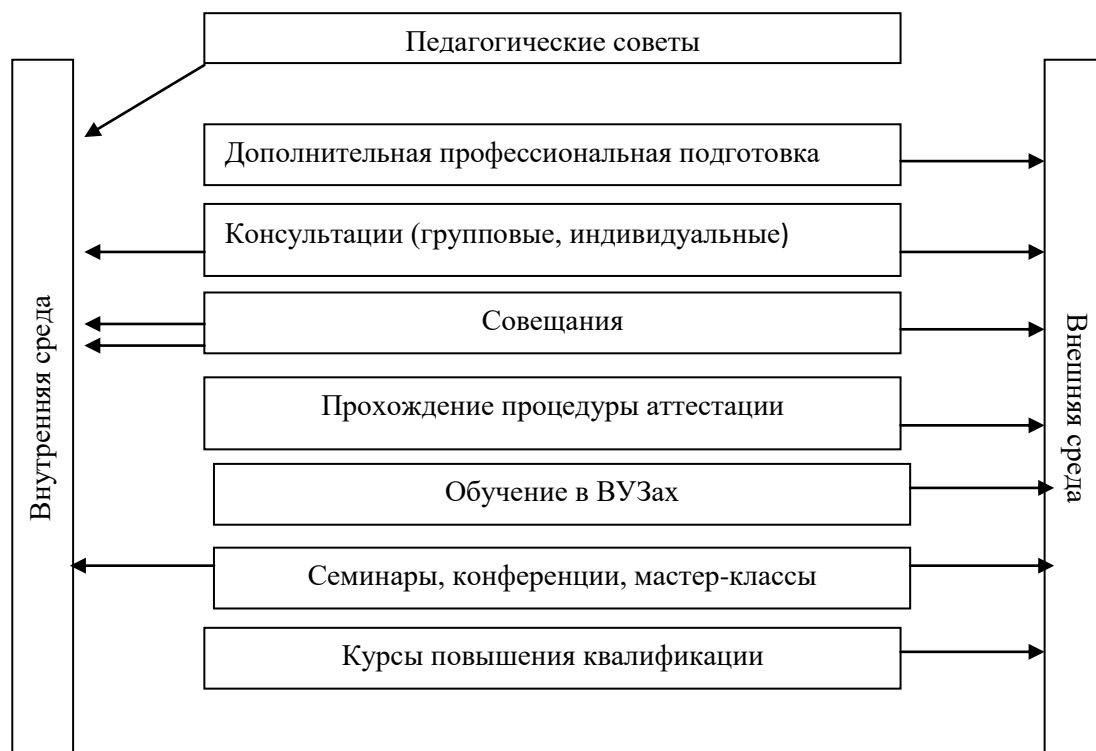 Педагогические советы
Дополнительная профессиональная подготовка
Консультации (групповые, индивидуальные)
Совещания
Прохождение процедуры аттестации
Обучение в ВУЗах
Семинары, конференции, мастер-классы
Курсы повышения квалификации
Внутренняя среда
Внешняя среда